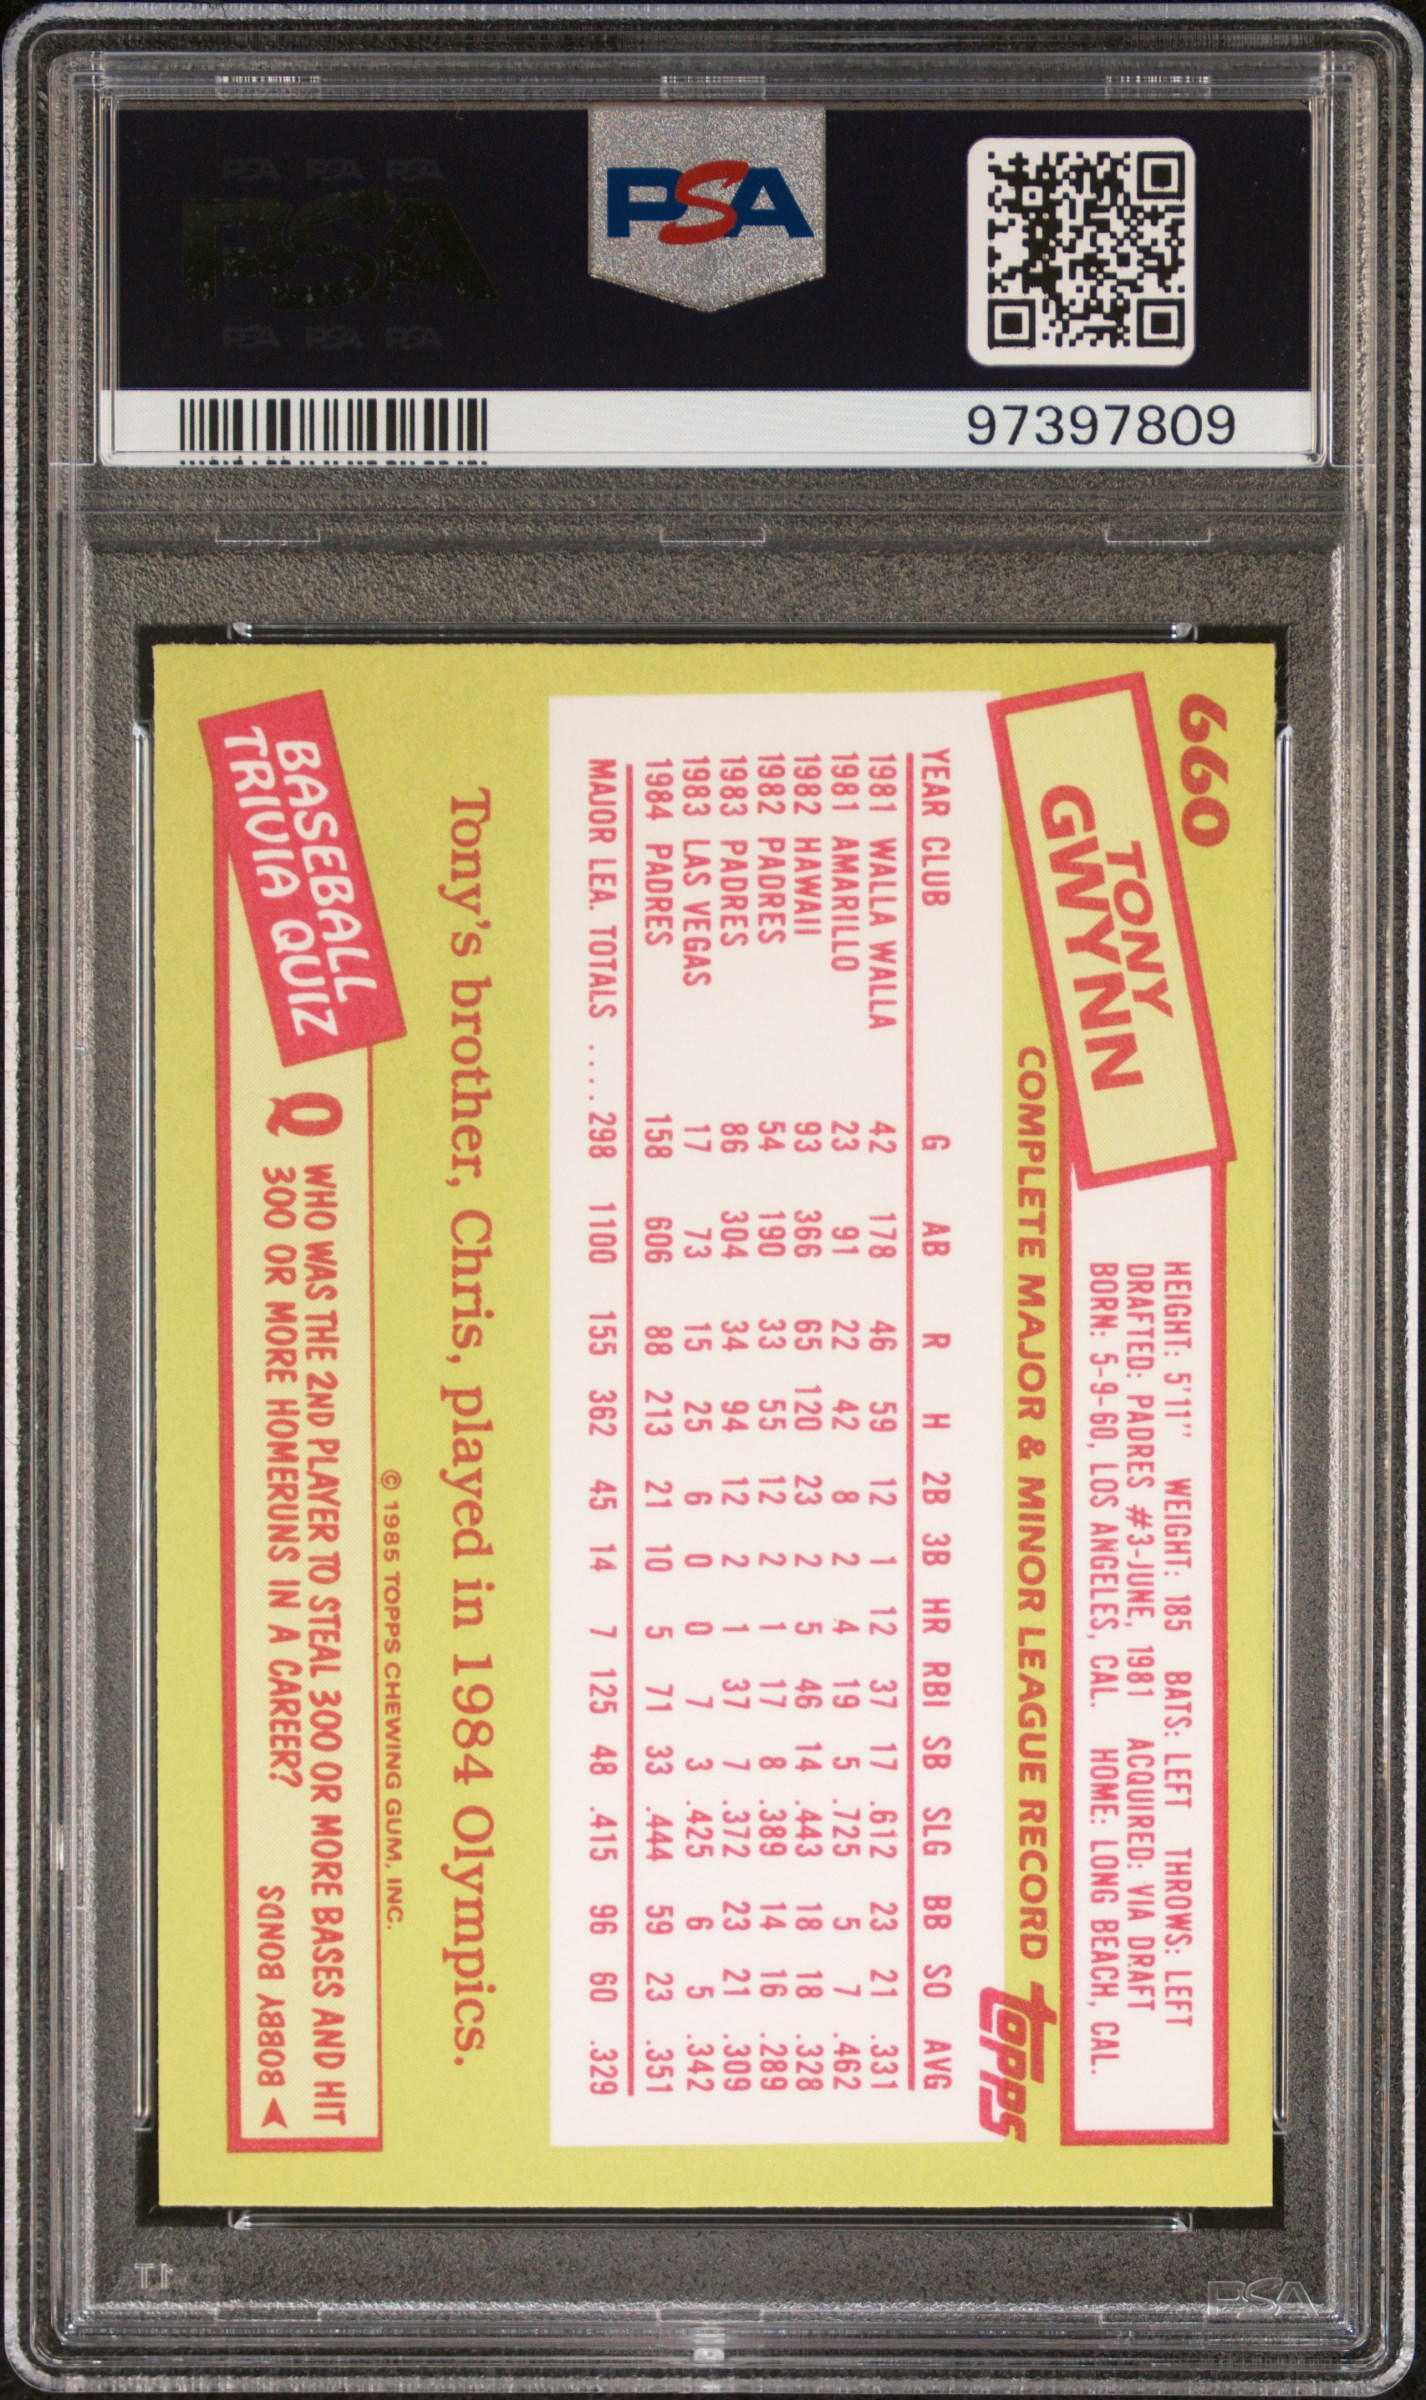 PSA PSA PSA
PSA
PSA PSA PSA
PSA
97397809
660
TONY
GWYNN
HEIGHT: 5'11" WEIGHT: 185 BATS: LEFT THROWS: LEFT
DRAFTED: PADRES #3-JUNE, 1981 ACQUIRED: VIA DRAFT
BORN: 5-9-60, LOS ANGELES, CAL. HOME: LONG BEACH, CAL.
COMPLETE MAJOR & MINOR LEAGUE RECORD
topps
YEAR CLUB G AB R H 2B 3B HR RBI SB SLG BB SO AVG
1981 WALLA WALLA 42 178 46 59 12 1 12 37 17 .612 23 21 .331
1981 AMARILLO 23 91 22 42 8 2 4 19 5 .725 5 7 .462
1982 HAWAII 93 366 65 120 23 2 5 46 14 .443 18 18 .328
1982 PADRES 54 190 33 55 12 2 1 17 8 .389 14 16 .289
1983 PADRES 86 304 34 94 12 2 1 37 7 .372 23 21 .309
1983 LAS VEGAS 17 73 15 25 6 0 0 7 3 .425 6 5 .342
1984 PADRES 158 606 88 213 21 10 5 71 33 .444 59 23 .351
MAJOR LEA. TOTALS .... 298 1100 155 362 45 14 7 125 48 .415 96 60 .329
Tony's brother, Chris, played in 1984 Olympics.
© 1985 TOPPS CHEWING GUM, INC.
BASEBALL
TRIVIA QUIZ
Q WHO WAS THE 2ND PLAYER TO STEAL 300 OR MORE BASES AND HIT
300 OR MORE HOMERUNS IN A CAREER?
BOBBY BONDS
PSA